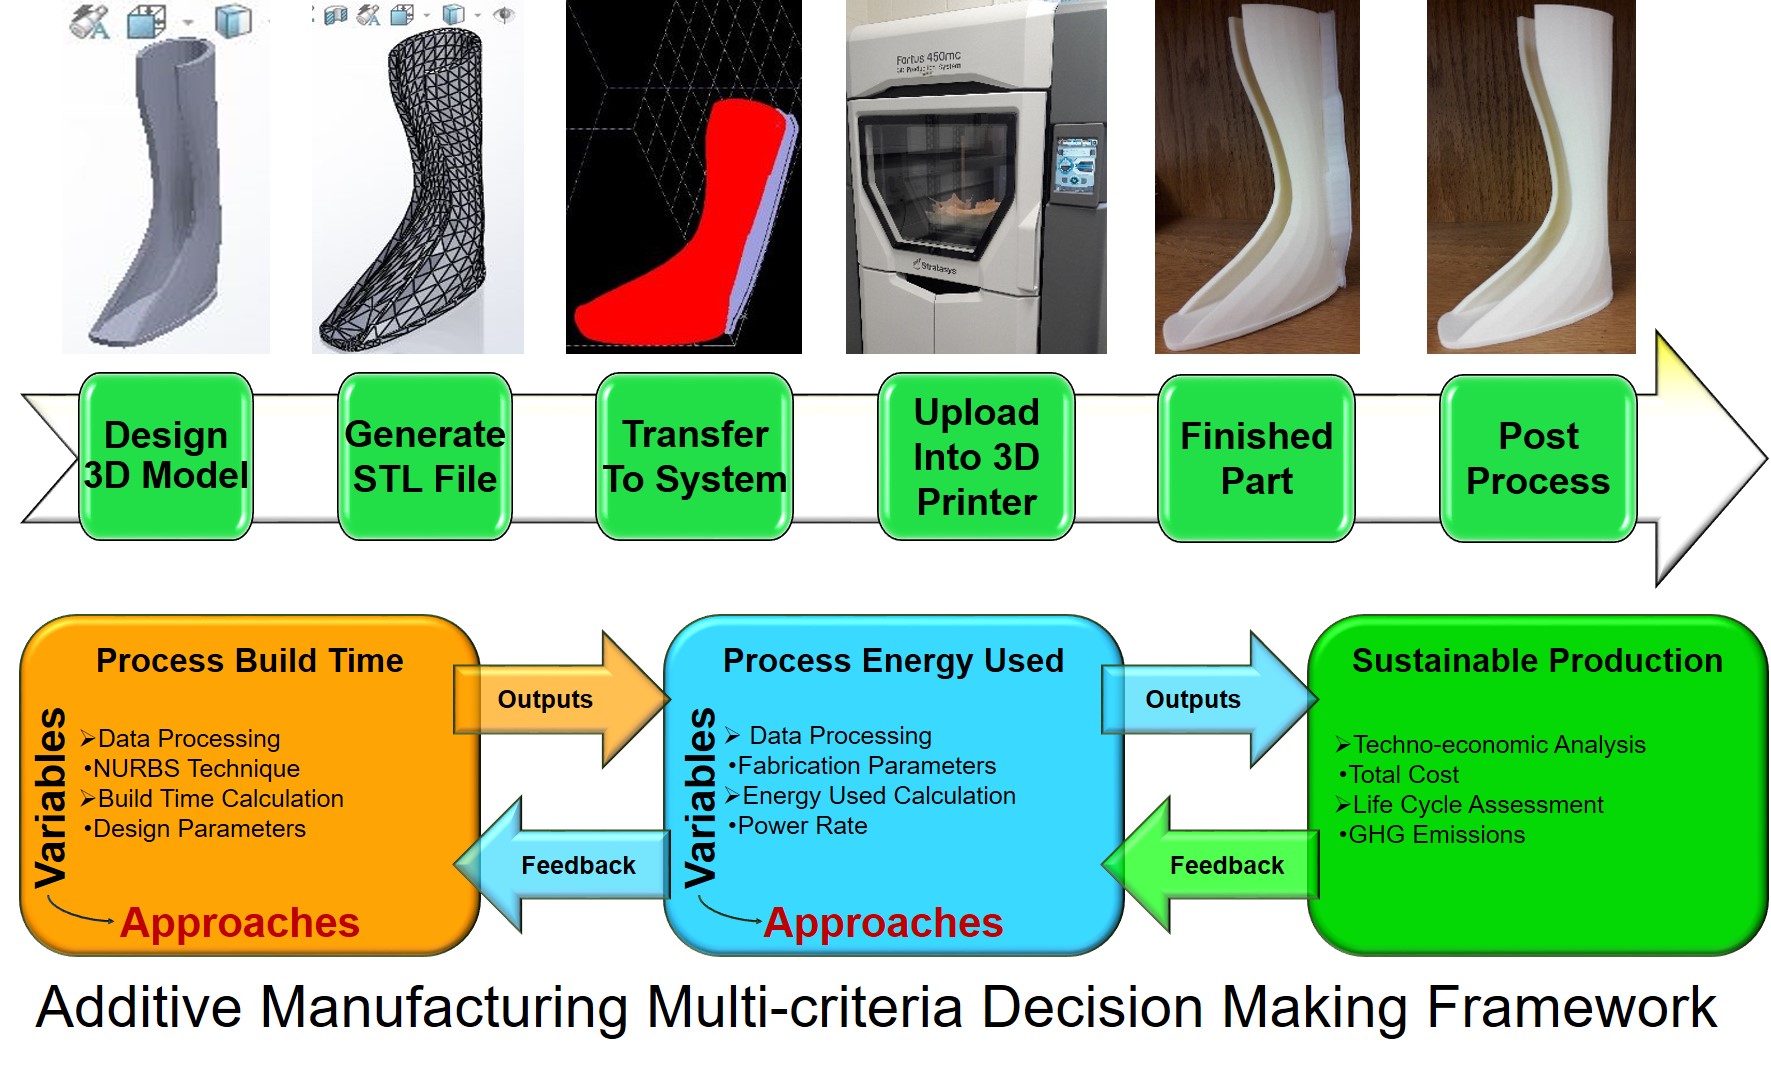 Fortus 450mc
Stratasys
Design
3D Model
Generate
STL File
Transfer
To System
Upload
Into 3D
Printer
Finished
Part
Post
Process
Process Build Time
Variables
➢Data Processing
•NURBS Technique
➢Build Time Calculation
•Design Parameters
Approaches
Outputs
Feedback
Process Energy Used
Variables
➢ Data Processing
•Fabrication Parameters
➢Energy Used Calculation
•Power Rate
Approaches
Outputs
Feedback
Sustainable Production
➢Techno-economic Analysis
•Total Cost
➢Life Cycle Assessment
•GHG Emissions
Additive Manufacturing Multi-criteria Decision Making Framework